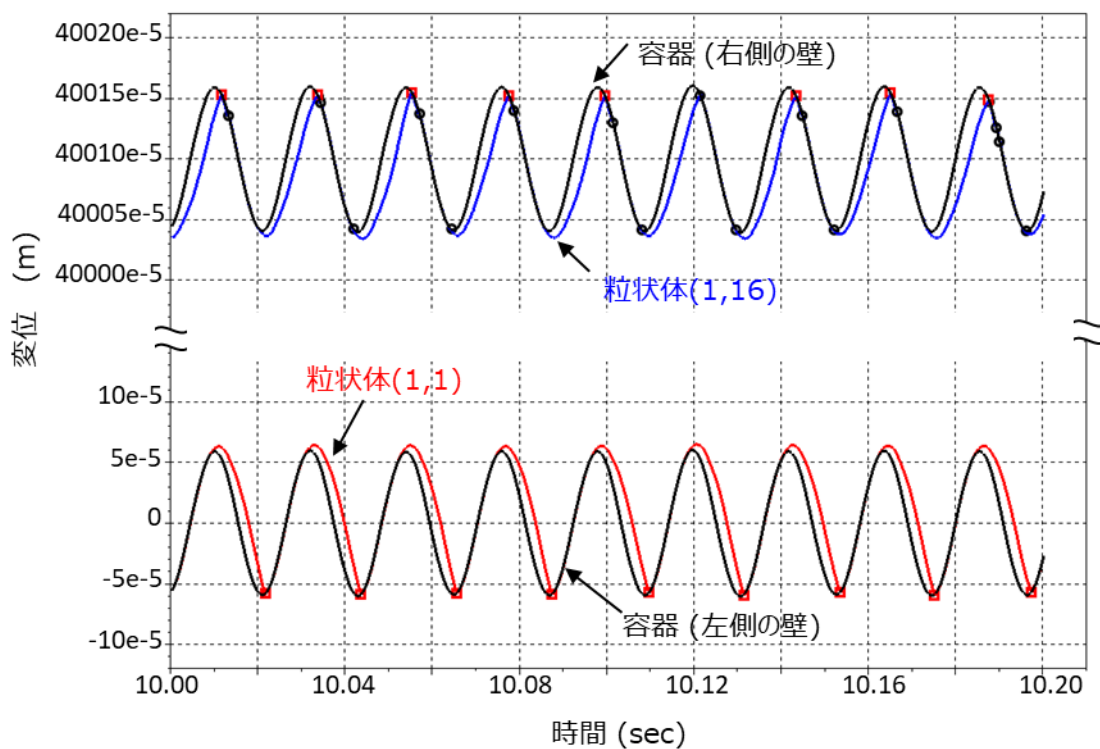 40020e-5
容器 (右側の壁)
40015e-5
40010e-5
40005e-5
40000e-5
粒状体(1,16)
変位 (m)
粒状体(1,1)
10e-5
5e-5
0
-5e-5
容器 (左側の壁)
-10e-5
10.00 10.04 10.08 10.12 10.16 10.20
時間 (sec)